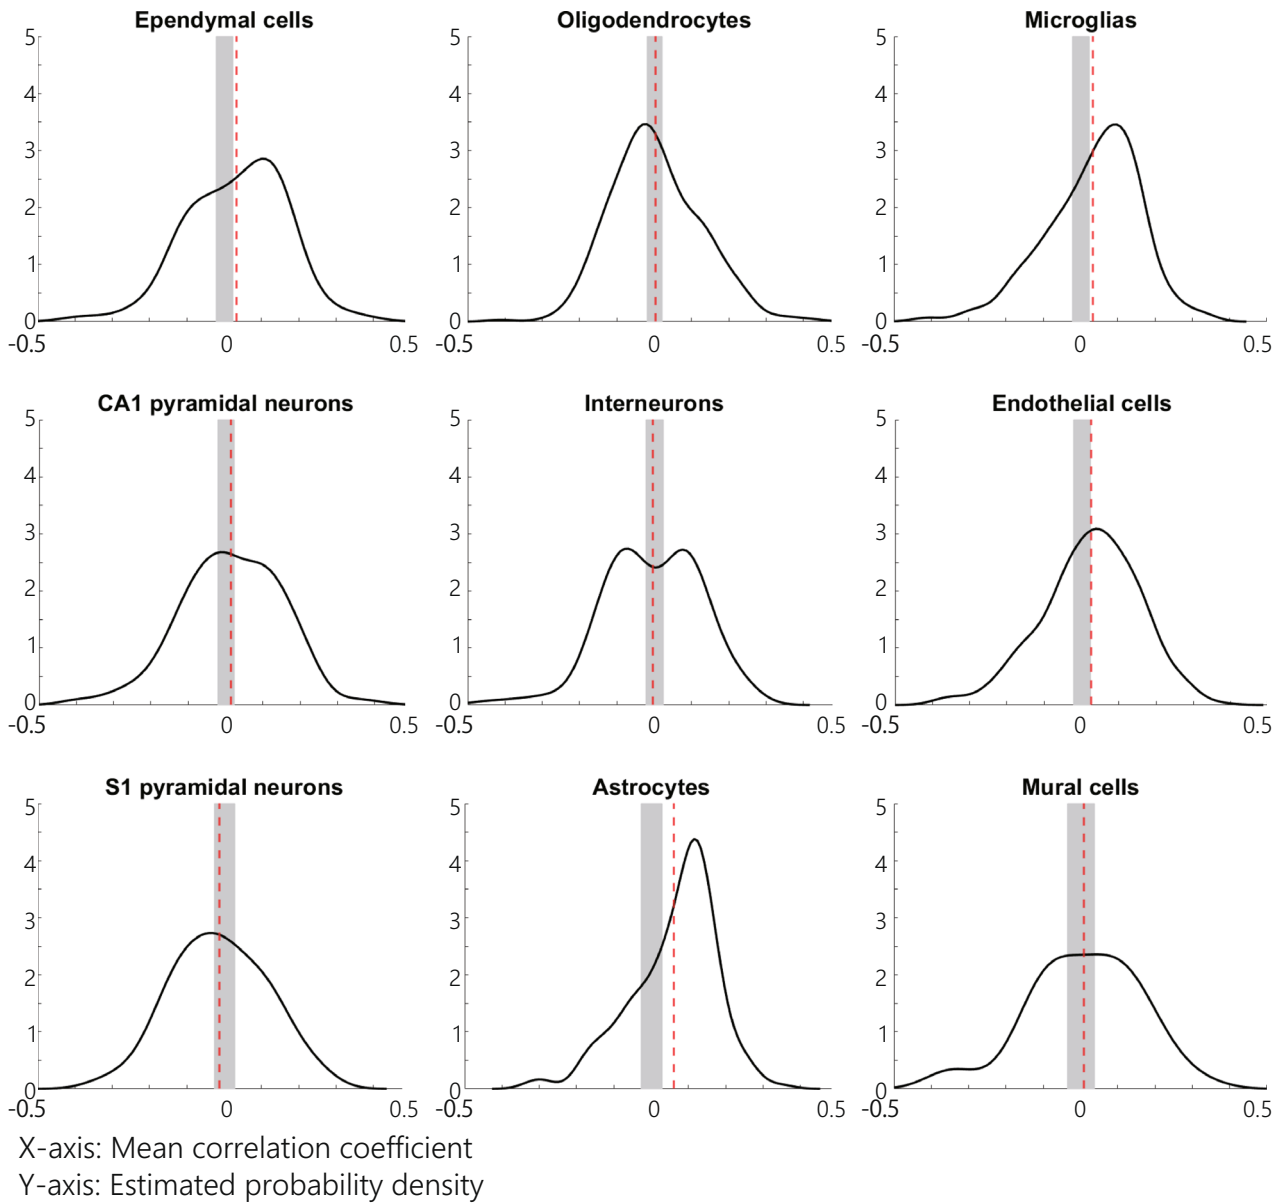 Ependymal cells
5
4
3
2
1
0
-0.5 0 0.5
Oligodendrocytes
5
4
3
2
1
0
-0.5 0 0.5
Microglias
5
4
3
2
1
0
-0.5 0 0.5
CA1 pyramidal neurons
5
4
3
2
1
0
-0.5 0 0.5
Interneurons
5
4
3
2
1
0
-0.5 0 0.5
Endothelial cells
5
4
3
2
1
0
-0.5 0 0.5
S1 pyramidal neurons
5
4
3
2
1
0
-0.5 0 0.5
Astrocytes
5
4
3
2
1
0
-0.5 0 0.5
Mural cells
5
4
3
2
1
0
-0.5 0 0.5
X-axis: Mean correlation coefficient
Y-axis: Estimated probability density